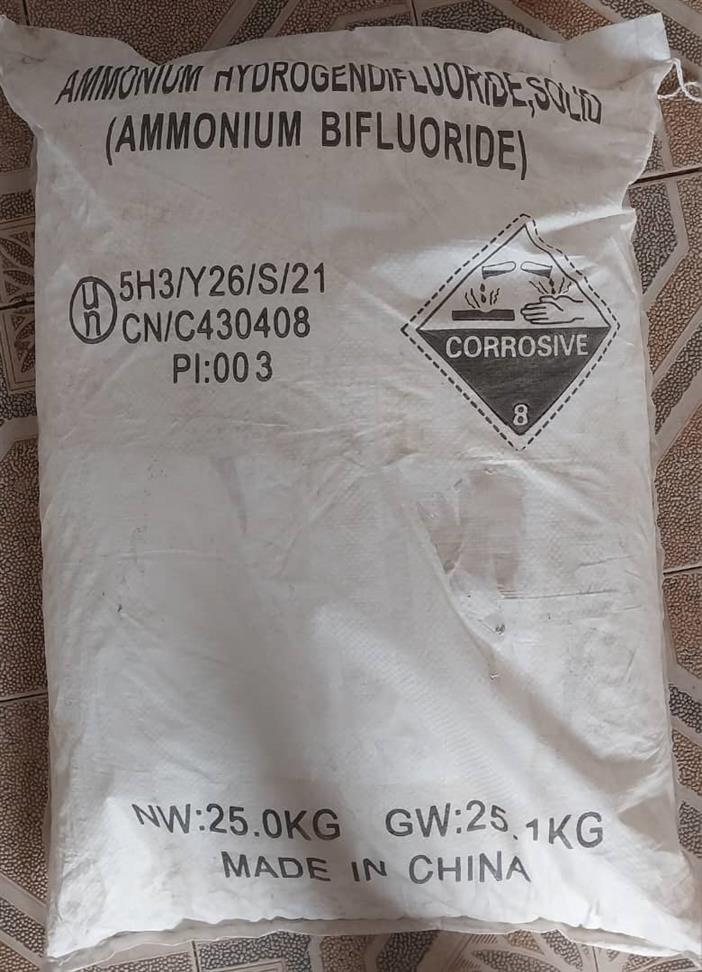 AMMONIUM HYDROGENDIFLUORIDE,SOLID
(AMMONIUM BIFLUORIDE)
un
5H3/Y26/S/21
CN/C430408
PI:003
CORROSIVE
8
NW:25.0KG GW:25.1KG
MADE IN CHINA